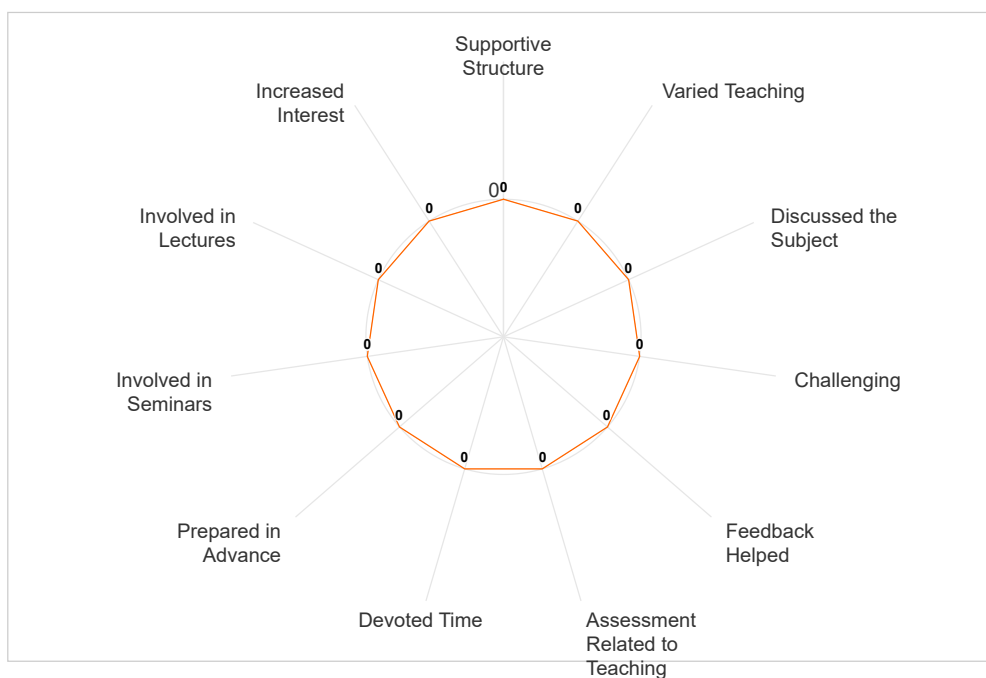 Supportive
Structure
Increased
Interest
Varied Teaching
0
0
0
0
Involved in
Lectures
Discussed the
Subject
0
0
0
0
Involved in
Seminars
Challenging
0
0
0
0
Prepared in
Advance
Feedback
Helped
Devoted Time
Assessment
Related to
Teaching